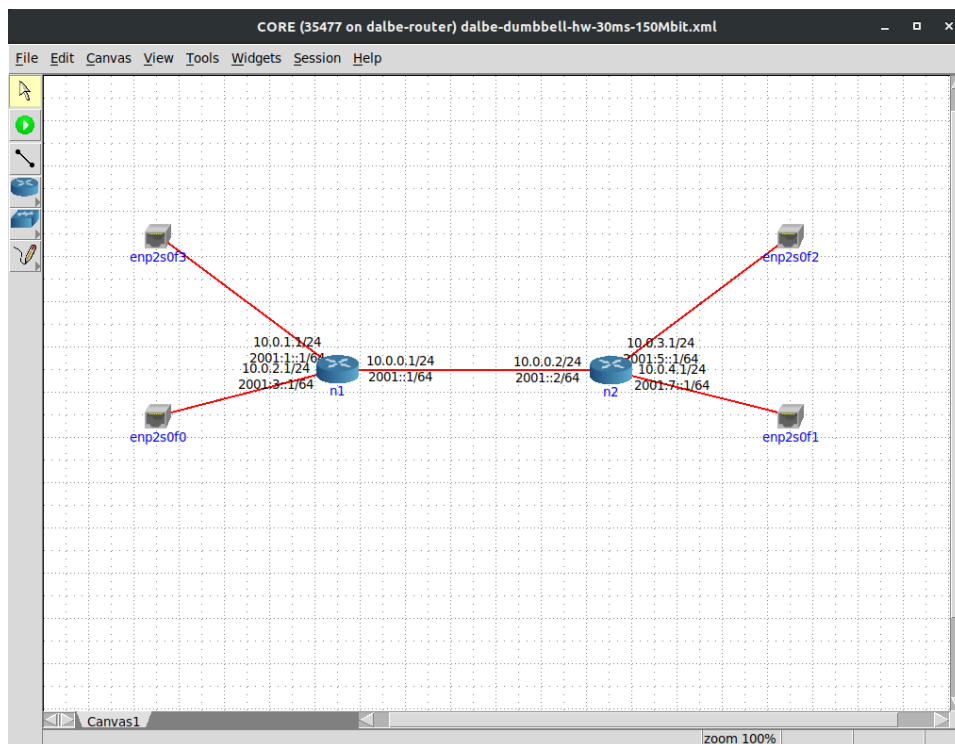 CORE (35477 on dalbe-router) dalbe-dumbbell-hw-30ms-150Mbit.xml
File Edit Canvas View Tools Widgets Session Help
enp2s0f3
enp2s0f2
10.0.1.1/24
2001:1::1/64
10.0.2.1/24
2001:3::1/64
10.0.0.1/24
2001::1/64
n1
10.0.0.2/24
2001::2/64
10.0.3.1/24
2001:5::1/64
10.0.4.1/24
2001:7::1/64
n2
enp2s0f0
enp2s0f1
Canvas1
zoom 100%